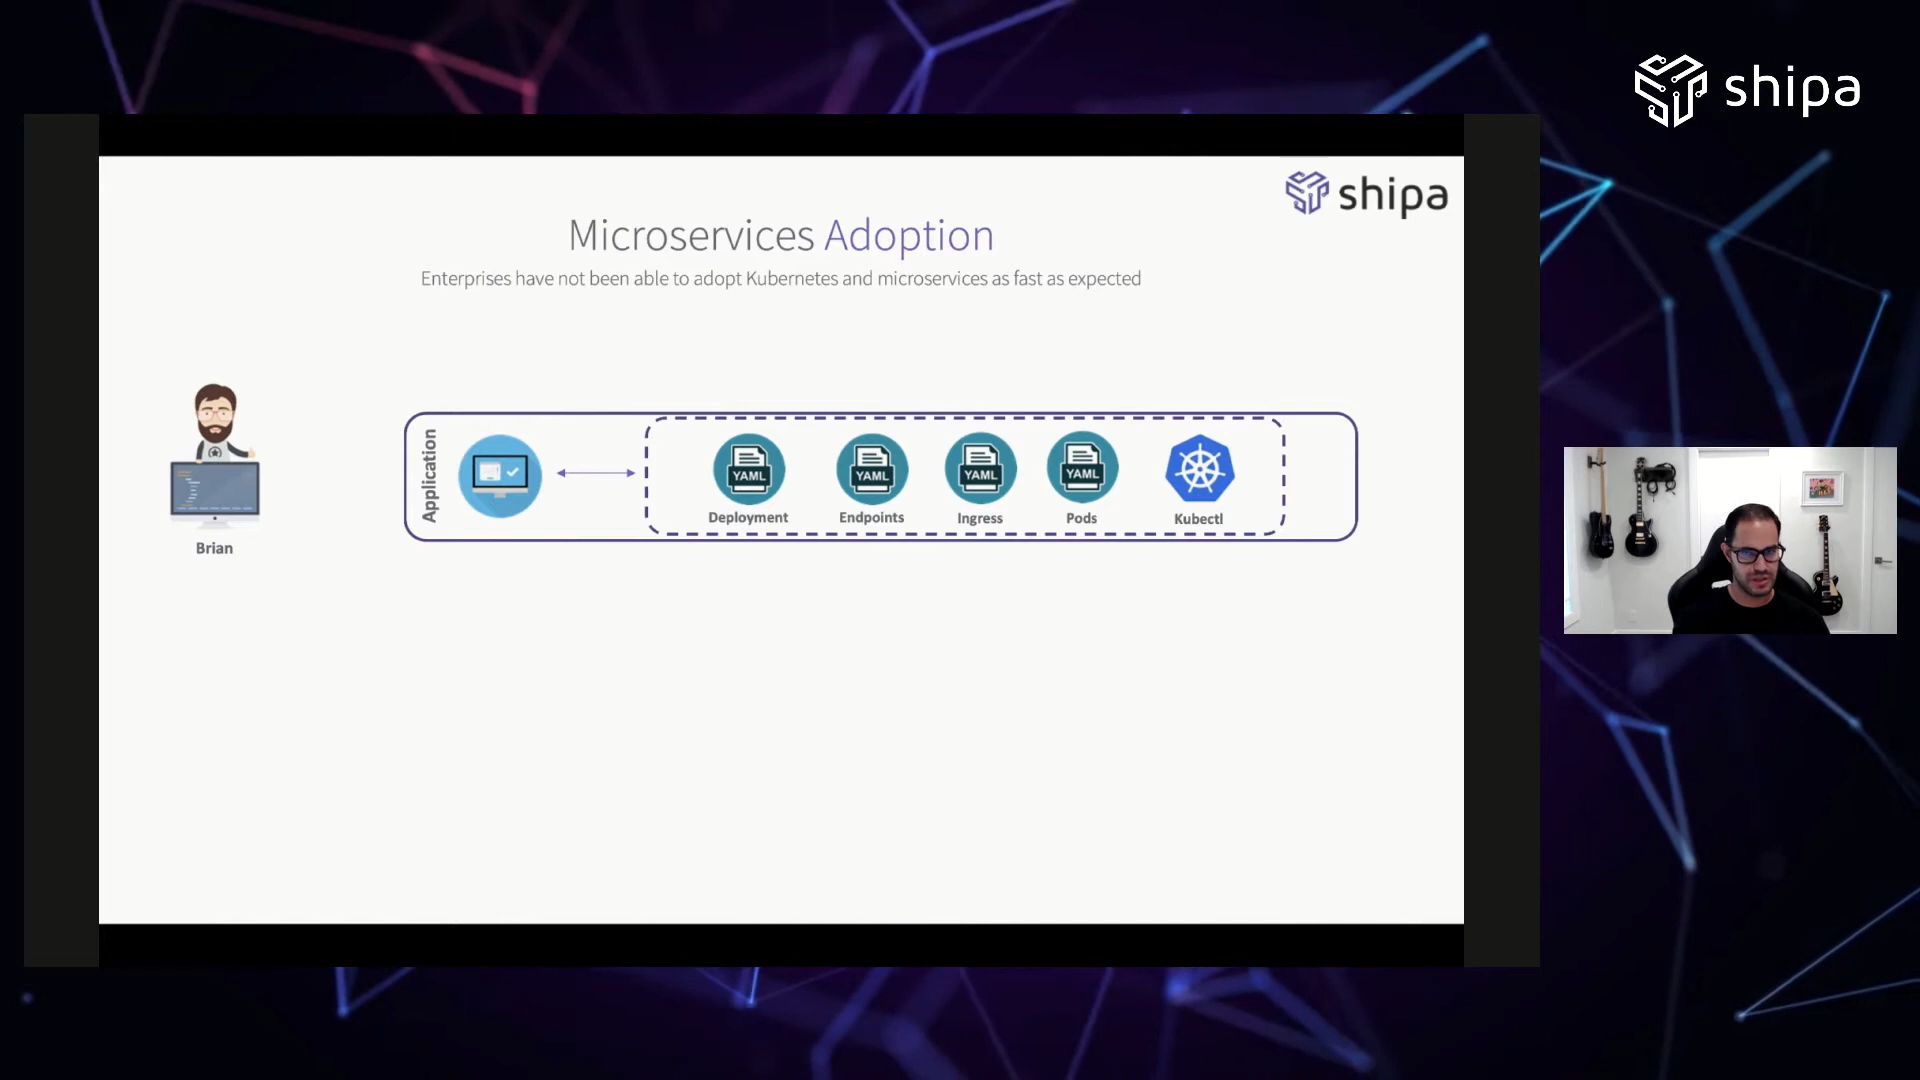 shipa
shipa
Microservices Adoption
Enterprises have not been able to adopt Kubernetes and microservices as fast as expected
Application
YAML
YAML
YAML
YAML
Deployment
Endpoints
Ingress
Pods
Kubectl
Brian